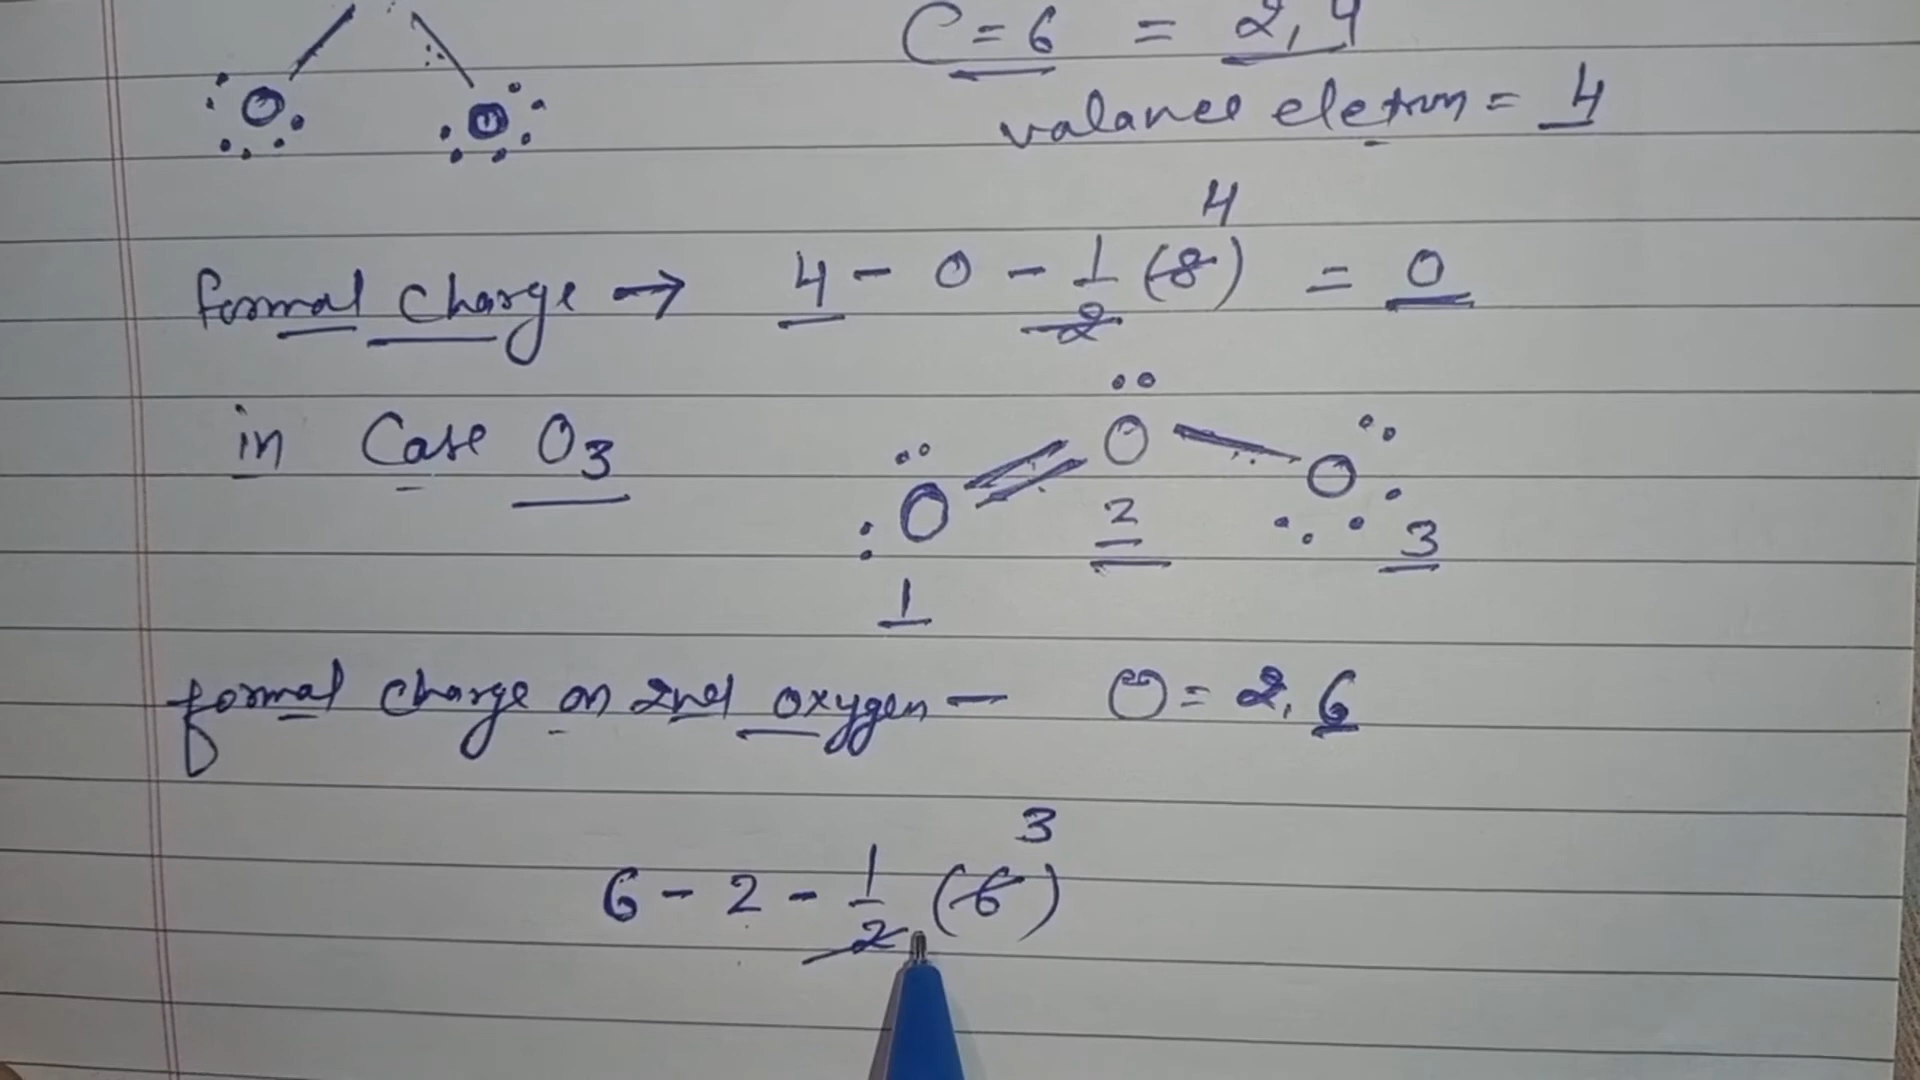 C = 6 = 2, 4
O O
valance eletron = 4
4
formal charge → 4 - 0 - 1/2 (8) = 0
in Case O3
O O O
1 2 3
formal charge on 2nd oxygen - O = 2, 6
3
6 - 2 - 1/2 (6)